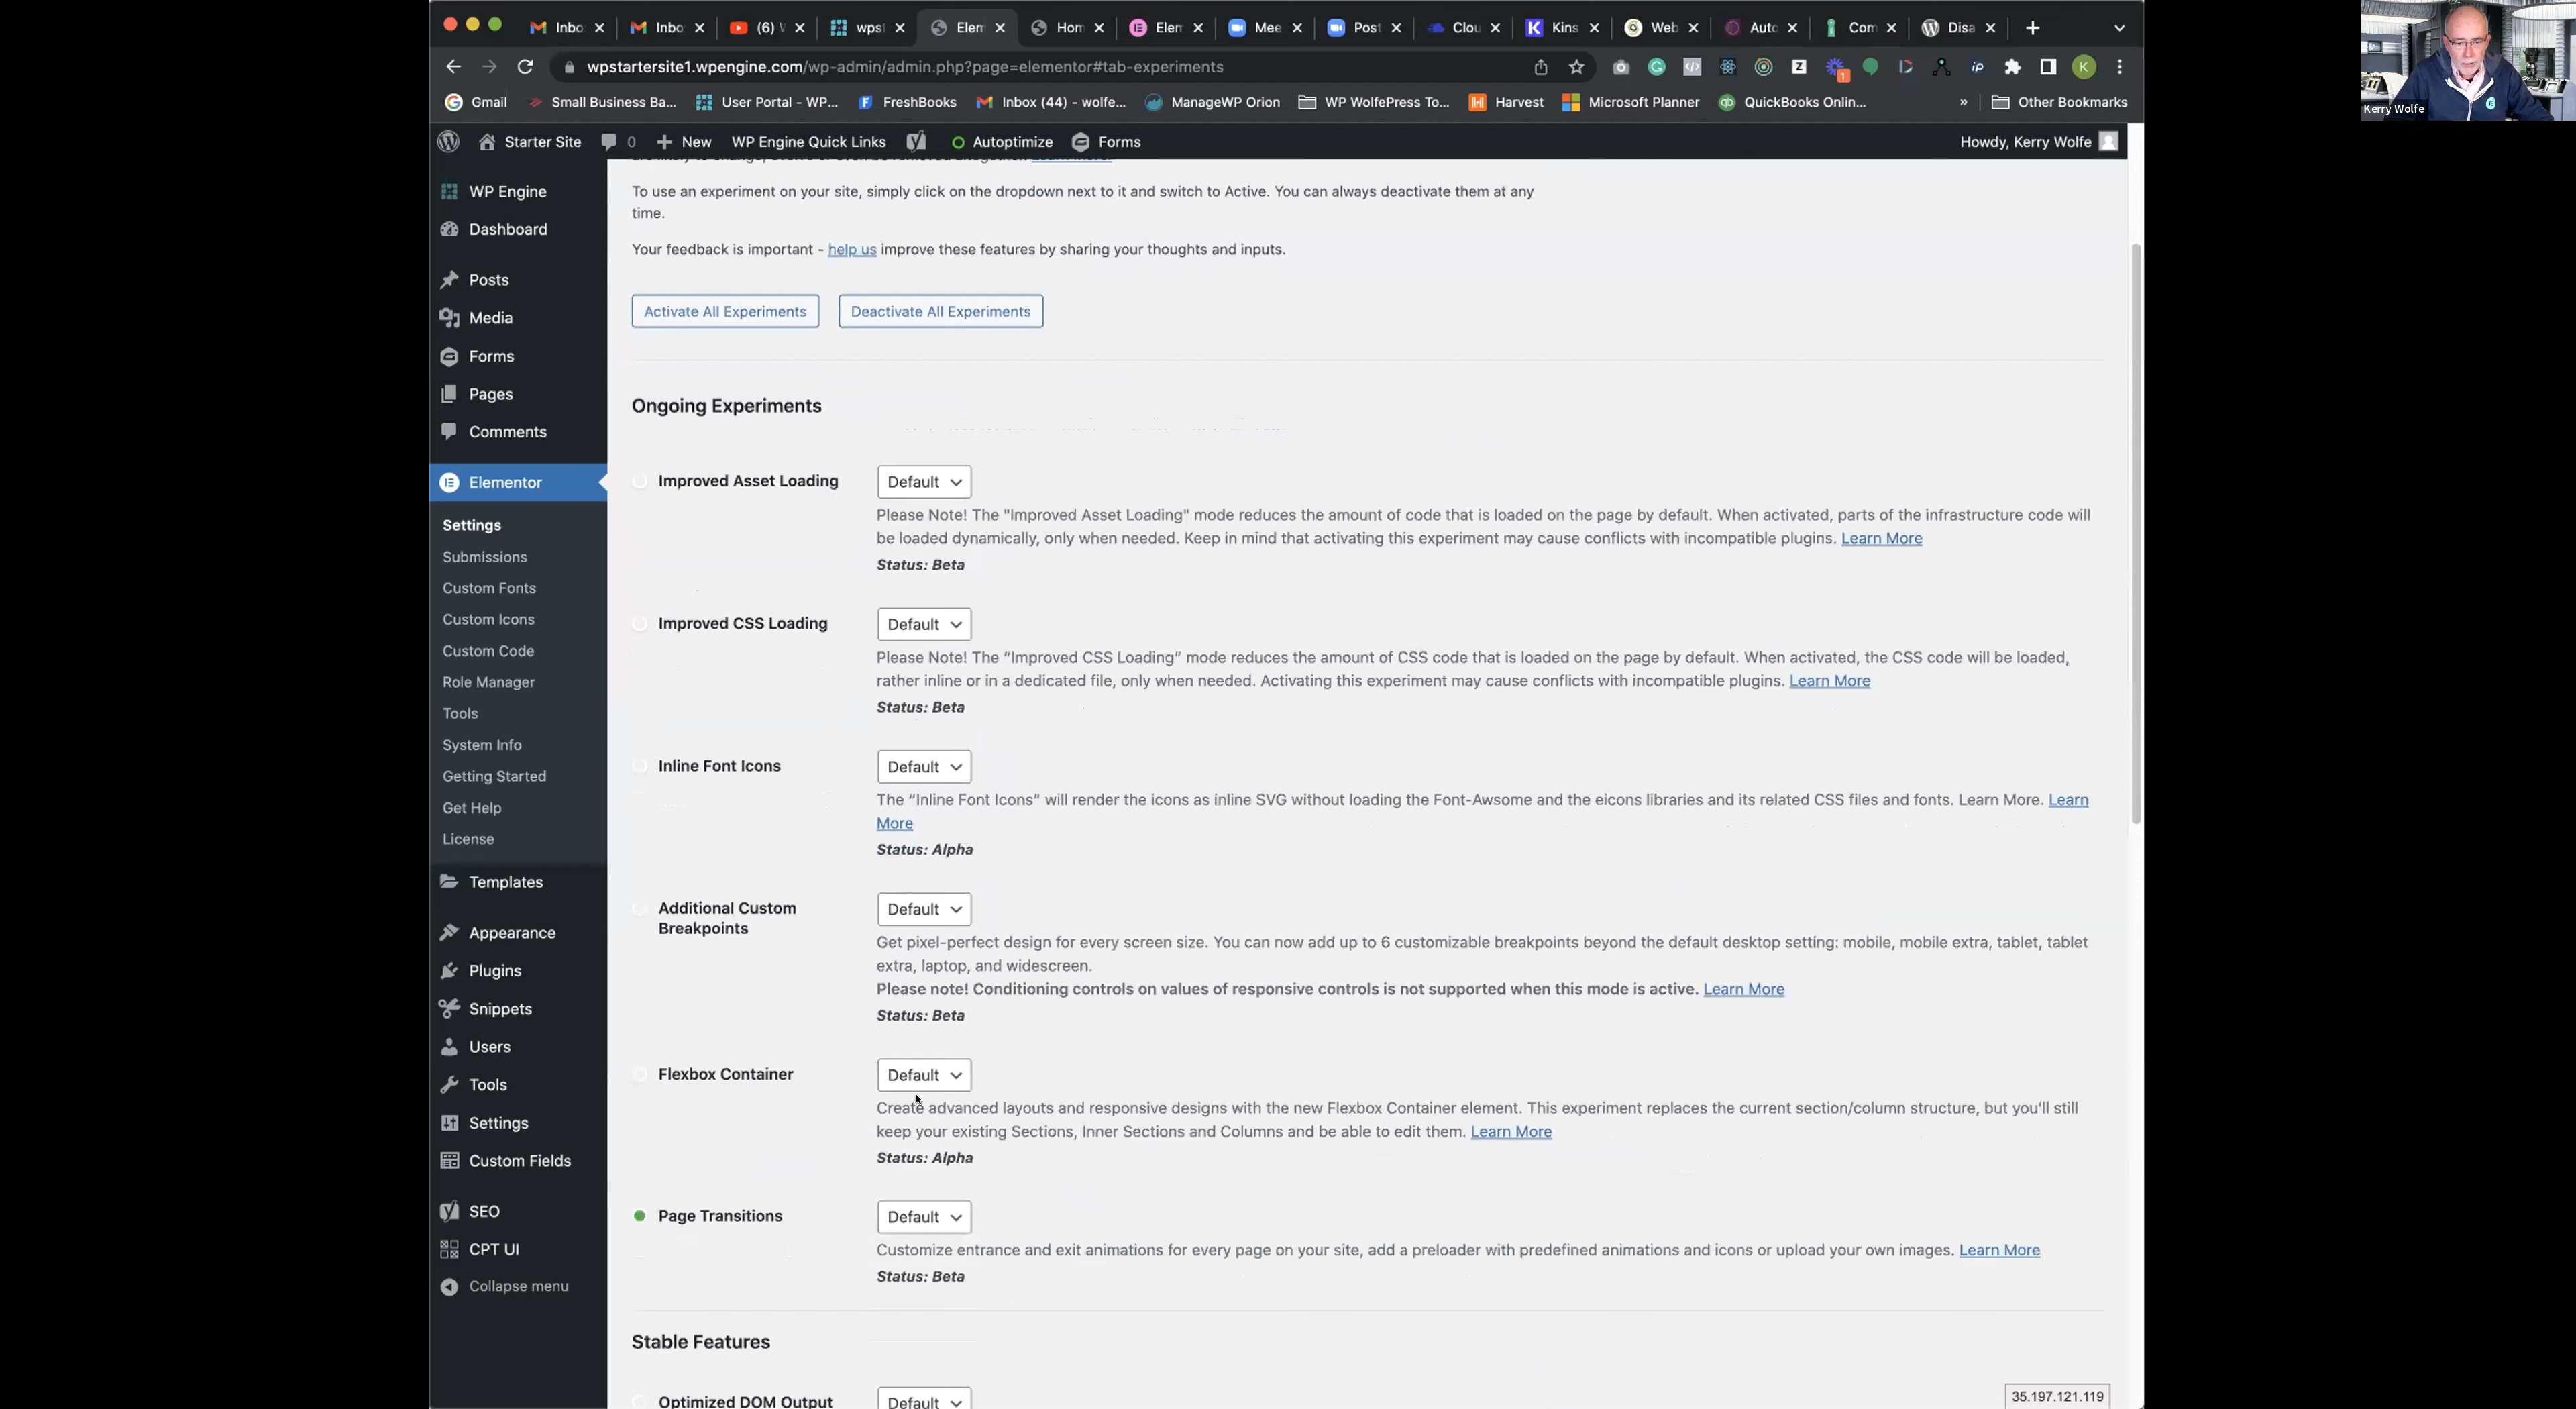 Inbo
Inbo
(6) W
wpst
Elem
Hom
Elem
Mee
Post
Clou
Kins
Web
Auto
Com
Disa
wpstartersite1.wpengine.com/wp-admin/admin.php?page=elementor#tab-experiments
Gmail
Small Business Ba...
User Portal - WP...
FreshBooks
Inbox (44) - wolfe...
ManageWP Orion
WP WolfePress To...
Harvest
Microsoft Planner
QuickBooks Onlin...
»
Other Bookmarks
Kerry Wolfe
Starter Site
0
New
WP Engine Quick Links
Autoptimize
Forms
Howdy, Kerry Wolfe
WP Engine
Dashboard
Posts
Media
Forms
Pages
Comments
Elementor
Settings
Submissions
Custom Fonts
Custom Icons
Custom Code
Role Manager
Tools
System Info
Getting Started
Get Help
License
Templates
Appearance
Plugins
Snippets
Users
Tools
Settings
Custom Fields
SEO
CPT UI
Collapse menu
To use an experiment on your site, simply click on the dropdown next to it and switch to Active. You can always deactivate them at any
time.
Your feedback is important - help us improve these features by sharing your thoughts and inputs.
Activate All Experiments
Deactivate All Experiments
Ongoing Experiments
Improved Asset Loading
Default
Please Note! The "Improved Asset Loading" mode reduces the amount of code that is loaded on the page by default. When activated, parts of the infrastructure code will
be loaded dynamically, only when needed. Keep in mind that activating this experiment may cause conflicts with incompatible plugins. Learn More
Status: Beta
Improved CSS Loading
Default
Please Note! The “Improved CSS Loading” mode reduces the amount of CSS code that is loaded on the page by default. When activated, the CSS code will be loaded,
rather inline or in a dedicated file, only when needed. Activating this experiment may cause conflicts with incompatible plugins. Learn More
Status: Beta
Inline Font Icons
Default
The “Inline Font Icons” will render the icons as inline SVG without loading the Font-Awsome and the eicons libraries and its related CSS files and fonts. Learn More. Learn
More
Status: Alpha
Additional Custom
Breakpoints
Default
Get pixel-perfect design for every screen size. You can now add up to 6 customizable breakpoints beyond the default desktop setting: mobile, mobile extra, tablet, tablet
extra, laptop, and widescreen.
Please note! Conditioning controls on values of responsive controls is not supported when this mode is active. Learn More
Status: Beta
Flexbox Container
Default
Create advanced layouts and responsive designs with the new Flexbox Container element. This experiment replaces the current section/column structure, but you'll still
keep your existing Sections, Inner Sections and Columns and be able to edit them. Learn More
Status: Alpha
Page Transitions
Default
Customize entrance and exit animations for every page on your site, add a preloader with predefined animations and icons or upload your own images. Learn More
Status: Beta
Stable Features
Optimized DOM Output
Default
35.197.121.119